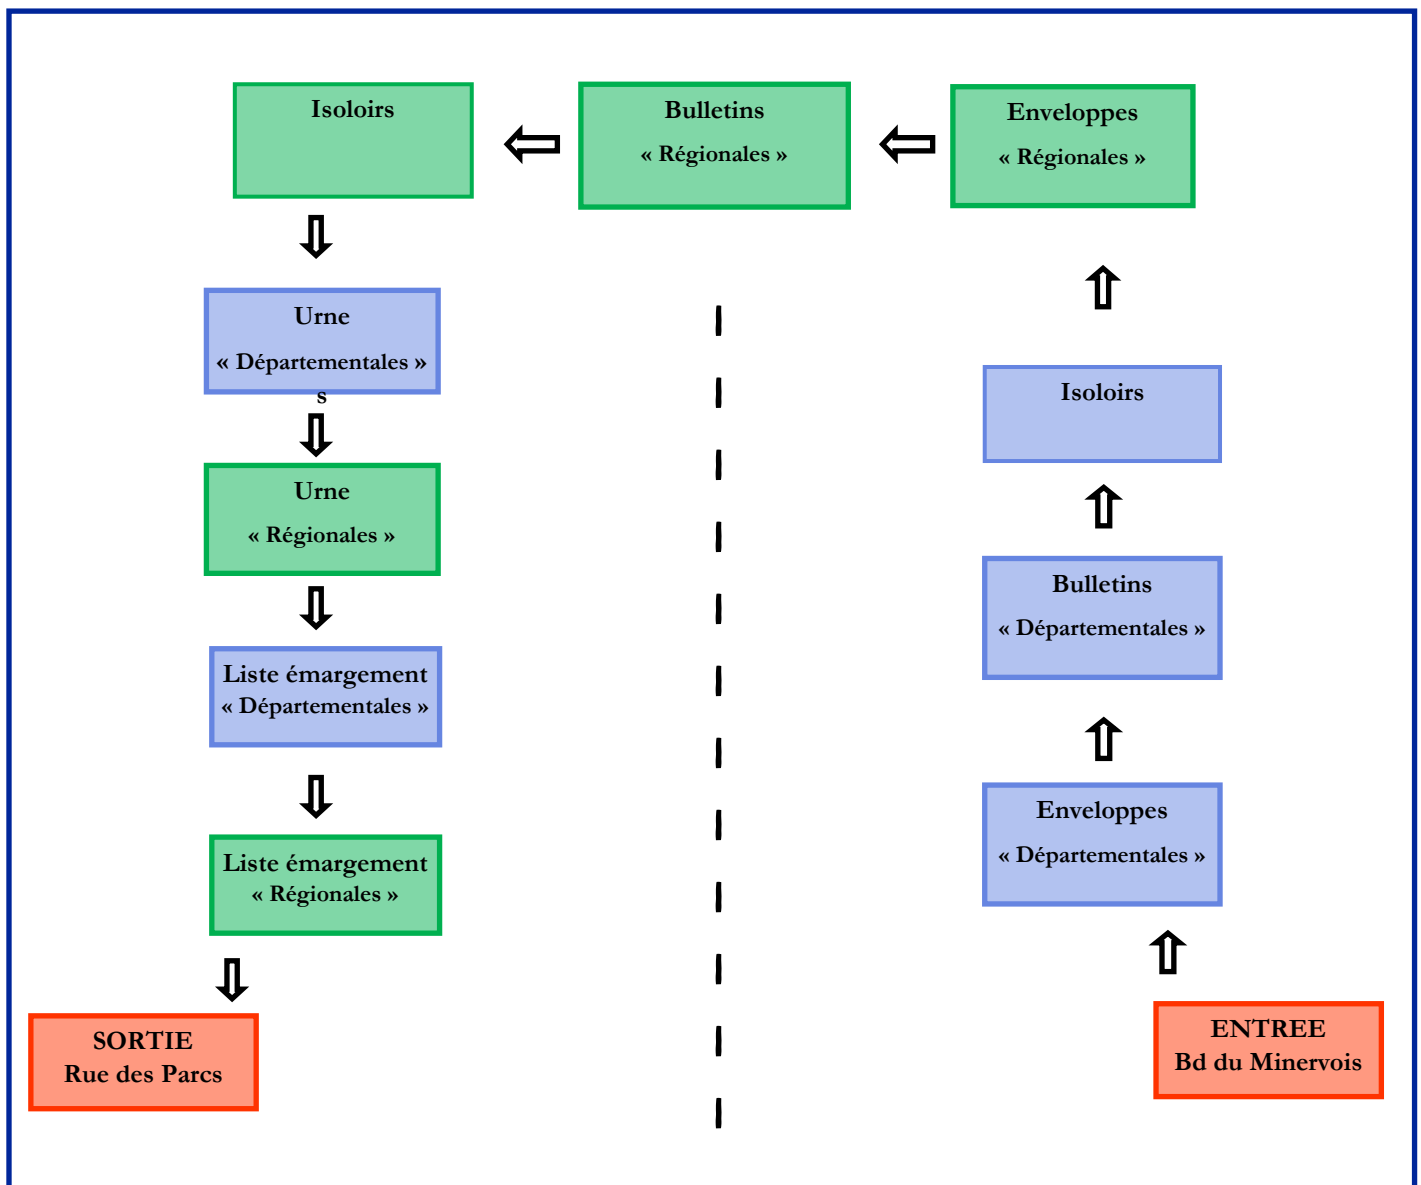 Isoloirs
Bulletins
« Régionales »
Enveloppes
« Régionales »
Urne
« Départementales »
s
Isoloirs
Urne
« Régionales »
Bulletins
« Départementales »
Liste émargement
« Départementales »
Enveloppes
« Départementales »
Liste émargement
« Régionales »
SORTIE
Rue des Parcs
ENTREE
Bd du Minervois